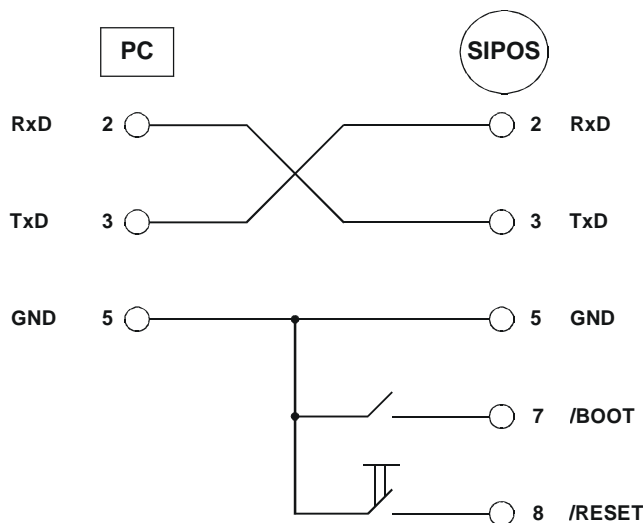 PC SIPOS
RxD 2 2 RxD
TxD 3 3 TxD
GND 5 5 GND
7 /BOOT
8 /RESET